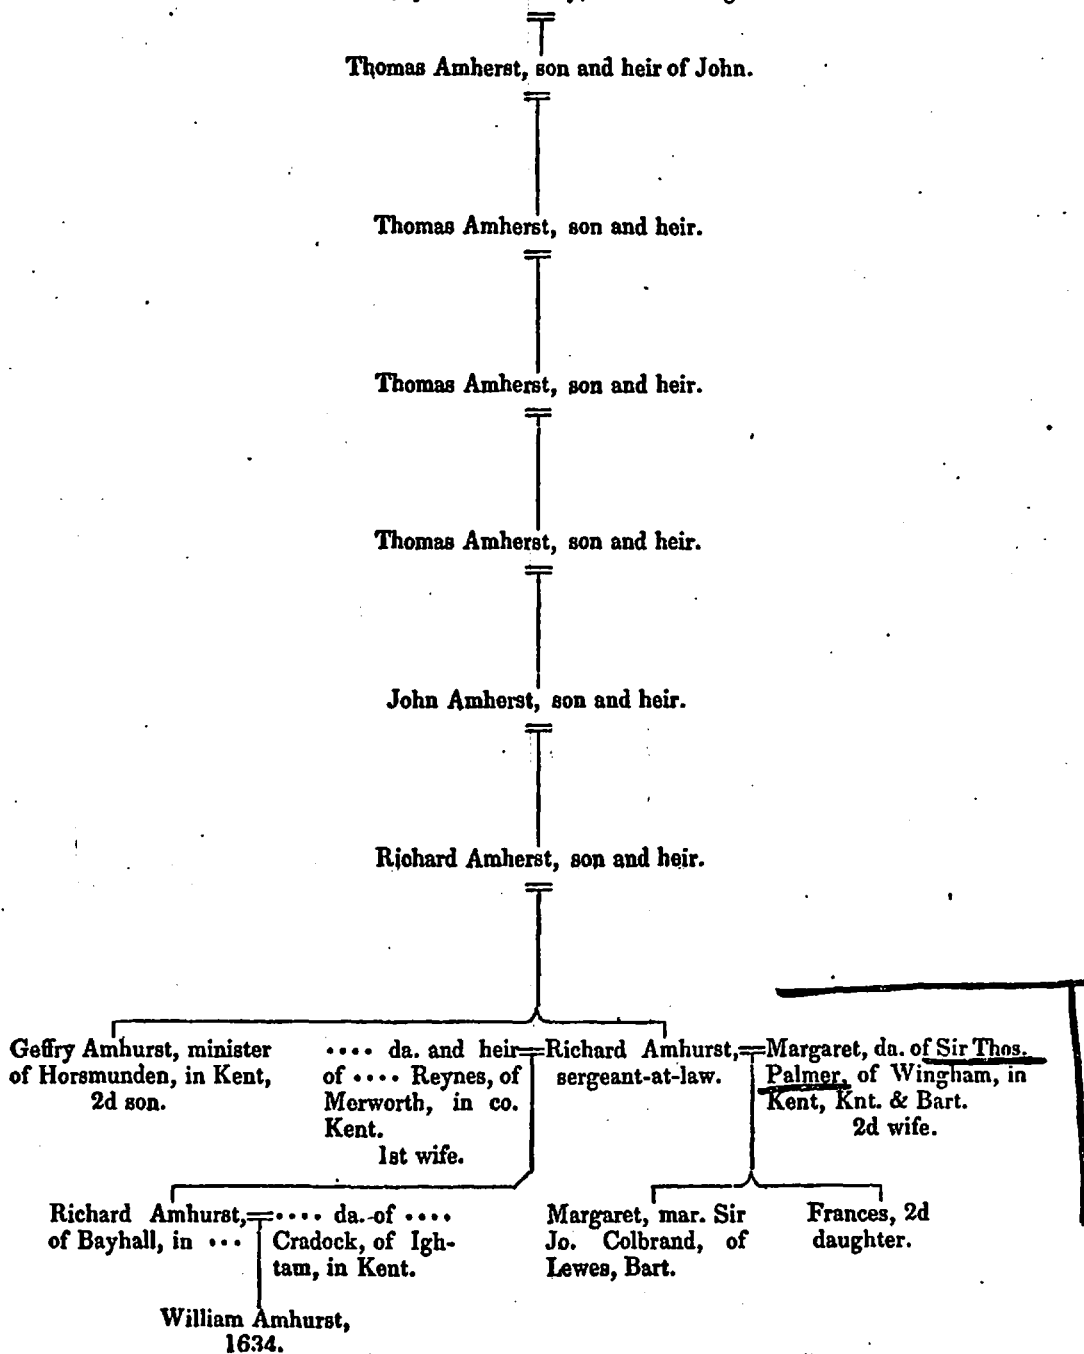 Thomas Amherst, son and heir of John.
Thomas Amherst, son and heir.
Thomas Amherst, son and heir.
Thomas Amherst, son and heir.
John Amherst, son and heir.
Richard Amherst, son and heir.
Geffry Amhurst, minister
of Horsmunden, in Kent,
2d son.
•••• da. and heir
of •••• Reynes, of
Merworth, in co.
Kent.
1st wife.
Richard Amhurst,
sergeant-at-law.
Margaret, da. of Sir Thos.
Palmer, of Wingham, in
Kent, Knt. & Bart.
2d wife.
Richard Amhurst,
of Bayhall, in •••
•••• da. of ••••
Cradock, of Igh-
tam, in Kent.
Margaret, mar. Sir
Jo. Colbrand, of
Lewes, Bart.
Frances, 2d
daughter.
William Amhurst,
1634.